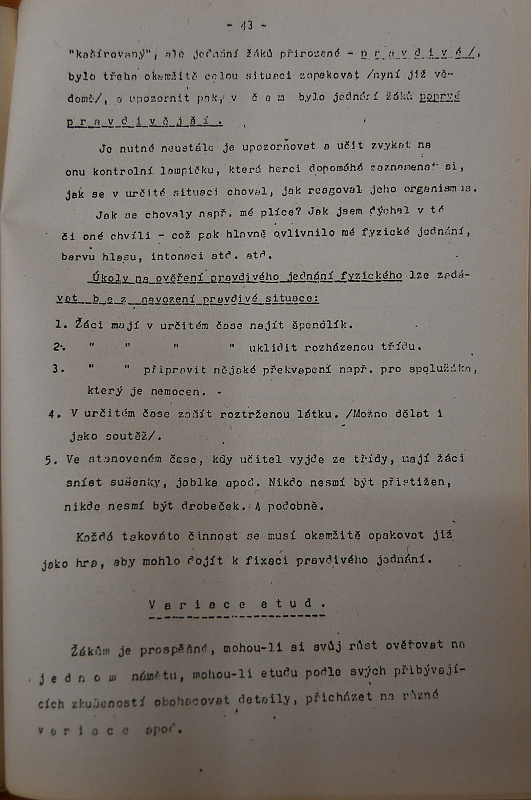 - 43 -
"kašírovaný", ale jednání žáků přirozené - p r a v d i v é /,
bylo třeba okamžitě celou situaci zopakovat /nyní již vě-
domě/, a upozornit pak, v č e m bylo jednání žáků poprvé
p r a v d i v ě j š í .
Je nutné neustále je upozorňovat a učit zvykat na
onu kontrolní lampičku, která herci dopomáhá zaznamenat si,
jak se v určité situaci choval, jak reagoval jeho organismus.
Jak se chovaly např. mé plíce? Jak jsem dýchal v té
či oné chvíli - což pak hlavně ovlivnilo mé fyzické jednání,
barvu hlasu, intonaci atd. atd.
Úkoly na ověření pravdivého jednání fyzického lze zadá-
vat b e z navození pravdivé situace:
1. Žáci mají v určitém čase najít špendlík.
2. " " " " uklidit rozházenou třídu.
3. " " připravit nějaké překvapení např. pro spolužáka,
který je nemocen.
4. V určitém čase zašít roztrženou látku. /Možno dělat i
jako soutěž/.
5. Ve stanoveném čase, kdy učitel vyjde ze třídy, mají žáci
sníst sušenky, jablka apod. Nikdo nesmí být přistižen,
nikde nesmí být drobeček. A podobně.
Každá takováto činnost se musí okamžitě opakovat již
jako hra, aby mohlo dojít k fixaci pravdivého jednání.
V a r i a c e e t u d .
Žákům je prospěšné, mohou-li si svůj růst ověřovat na
j e d n o m námětu, mohou-li etudu podle svých přibývají-
cích zkušeností obohacovat detaily, přicházet na různé
v a r i a c e apod.